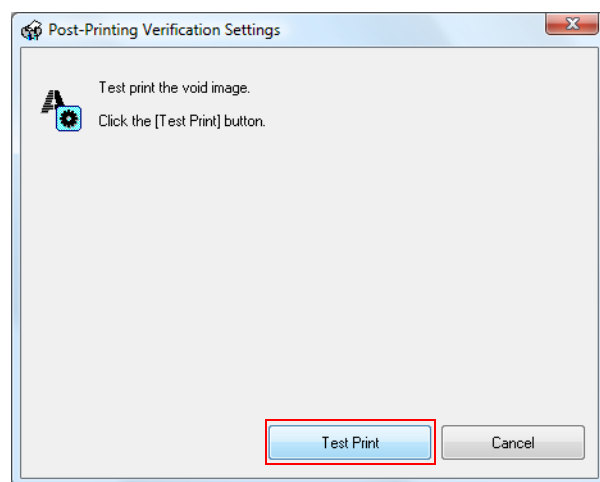 Post-Printing Verification Settings
Test print the void image.
Click the [Test Print] button.
Test Print
Cancel